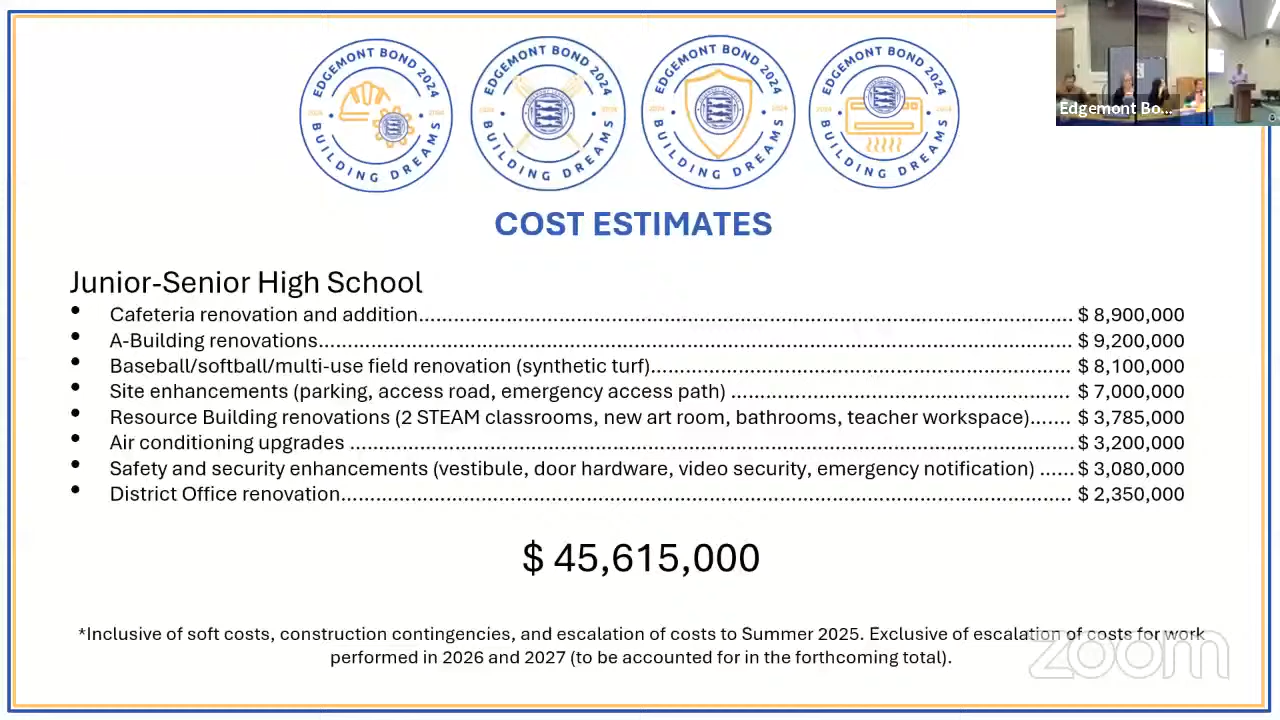 Edgemont Bo...
EDGEMONT BOND 2024
BUILDING DREAMS
EDGEMONT BOND 2024
BUILDING DREAMS
EDGEMONT BOND 2024
BUILDING DREAMS
EDGEMONT BOND 2024
BUILDING DREAMS
COST ESTIMATES
Junior-Senior High School
• Cafeteria renovation and addition........................................................................................................... $ 8,900,000
• A-Building renovations............................................................................................................................ $ 9,200,000
• Baseball/softball/multi-use field renovation (synthetic turf)...................................................................... $ 8,100,000
• Site enhancements (parking, access road, emergency access path) ......................................................... $ 7,000,000
• Resource Building renovations (2 STEAM classrooms, new art room, bathrooms, teacher workspace)....... $ 3,785,000
• Air conditioning upgrades ........................................................................................................................ $ 3,200,000
• Safety and security enhancements (vestibule, door hardware, video security, emergency notification) ...... $ 3,080,000
• District Office renovation......................................................................................................................... $ 2,350,000
$ 45,615,000
*Inclusive of soft costs, construction contingencies, and escalation of costs to Summer 2025. Exclusive of escalation of costs for work
performed in 2026 and 2027 (to be accounted for in the forthcoming total).
zoom